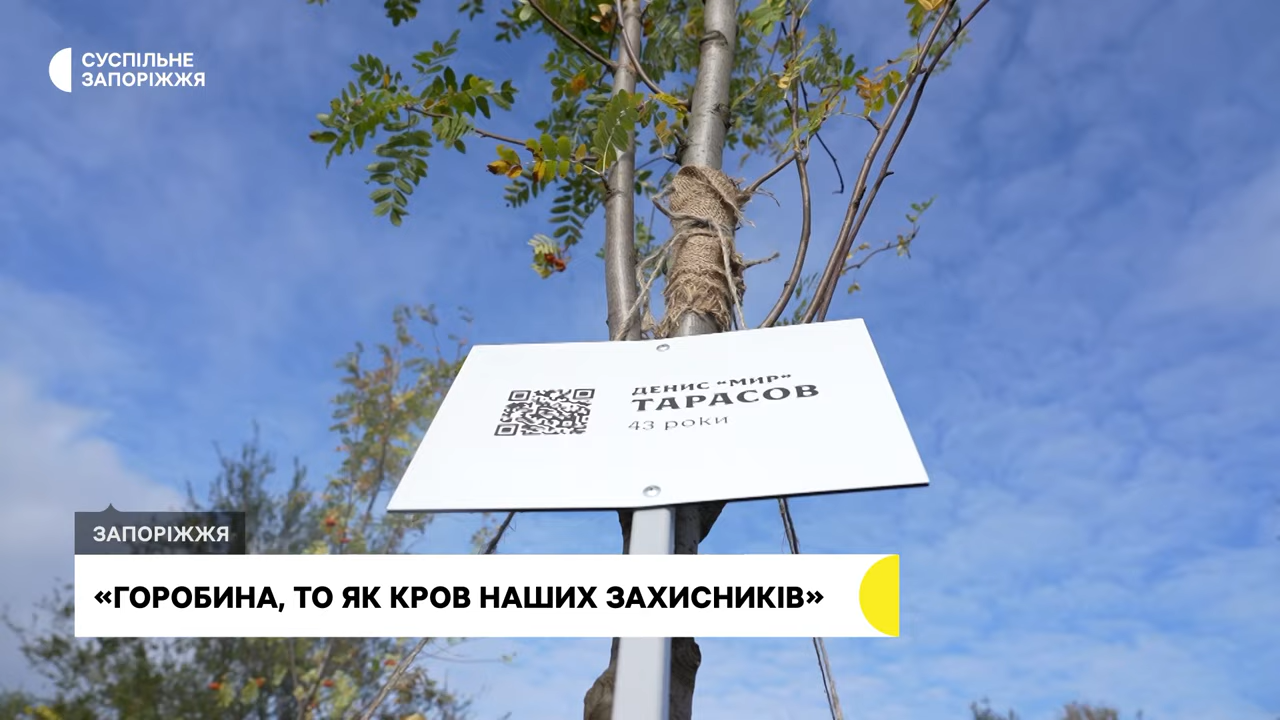 СУСПІЛЬНЕ
ЗАПОРІЖЖЯ
ДЕНИС «МИР»
ТАРАСОВ
43 роки
ЗАПОРІЖЖЯ
«ГОРОБИНА, ТО ЯК КРОВ НАШИХ ЗАХИСНИКІВ»